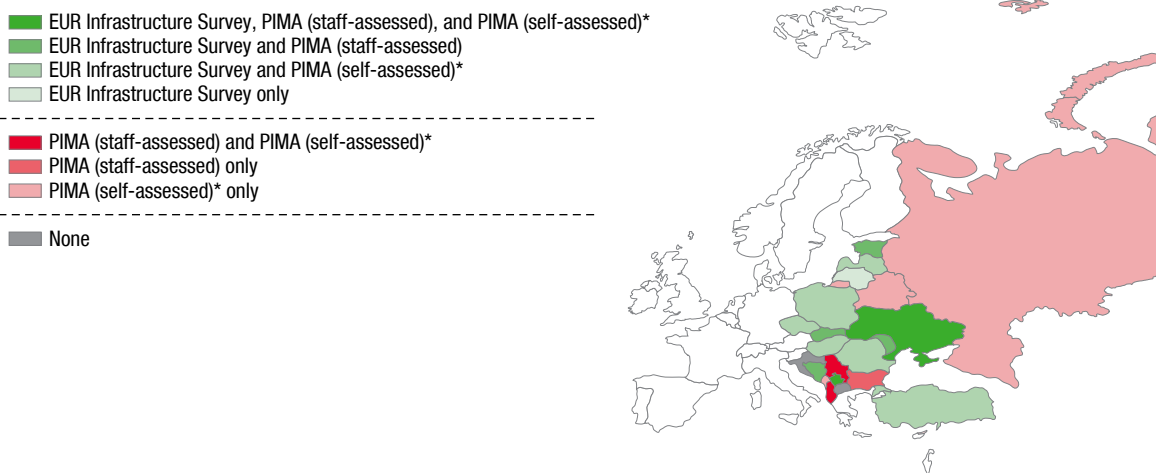 EUR Infrastructure Survey, PIMA (staff-assessed), and PIMA (self-assessed)*
EUR Infrastructure Survey and PIMA (staff-assessed)
EUR Infrastructure Survey and PIMA (self-assessed)*
EUR Infrastructure Survey only
PIMA (staff-assessed) and PIMA (self-assessed)*
PIMA (staff-assessed) only
PIMA (self-assessed)* only
None